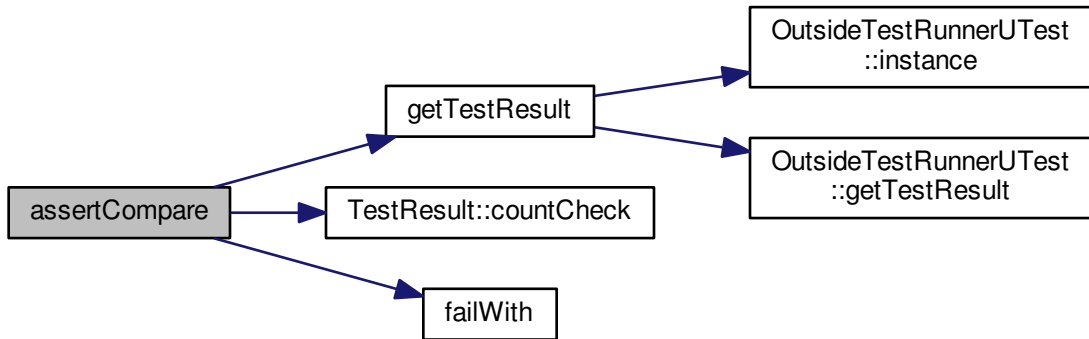 OutsideTestRunnerUTest
::instance
getTestResult
OutsideTestRunnerUTest
::getTestResult
assertCompare
TestResult::countCheck
failWith